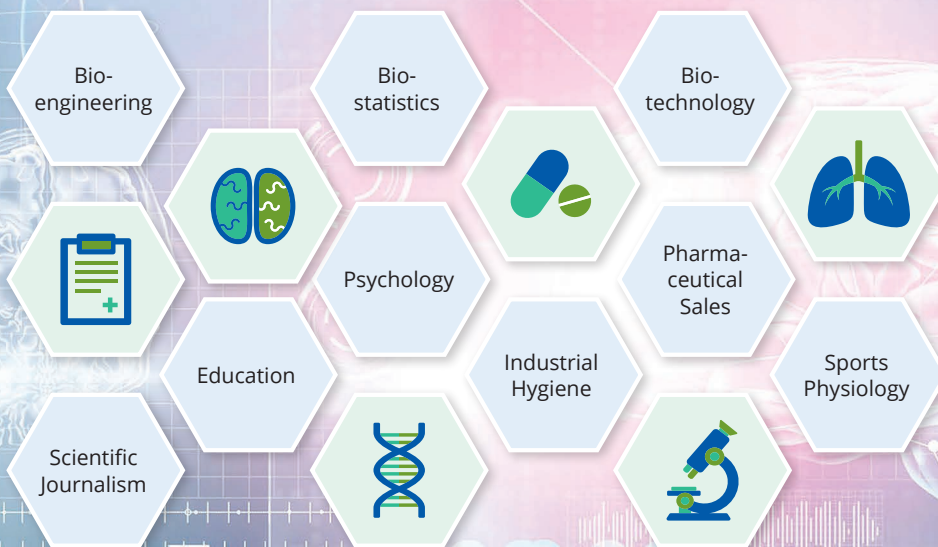 Bio-
engineering
Bio-
statistics
Bio-
technology
Psychology
Pharma-
ceutical
Sales
Education
Industrial
Hygiene
Sports
Physiology
Scientific
Journalism